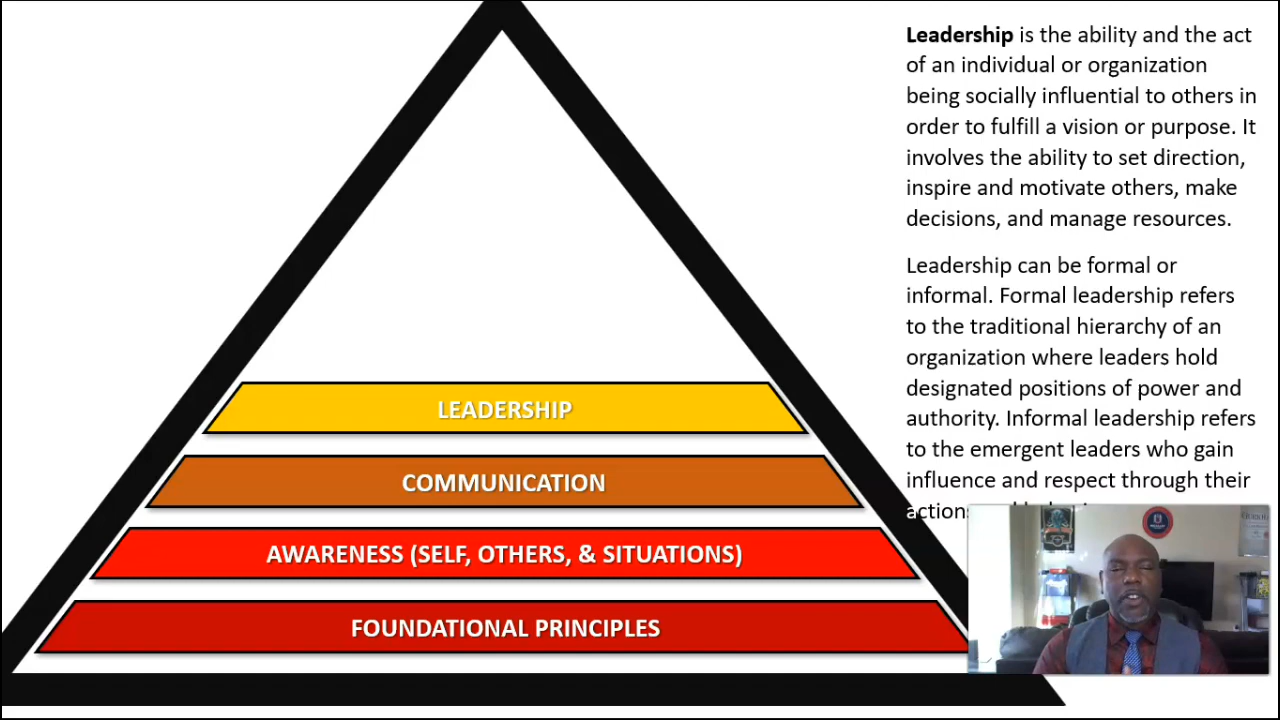 Leadership is the ability and the act
of an individual or organization
being socially influential to others in
order to fulfill a vision or purpose. It
involves the ability to set direction,
inspire and motivate others, make
decisions, and manage resources.
Leadership can be formal or
informal. Formal leadership refers
to the traditional hierarchy of an
organization where leaders hold
designated positions of power and
authority. Informal leadership refers
to the emergent leaders who gain
influence and respect through their
LEADERSHIP
COMMUNICATION
AWARENESS (SELF, OTHERS, & SITUATIONS)
FOUNDATIONAL PRINCIPLES